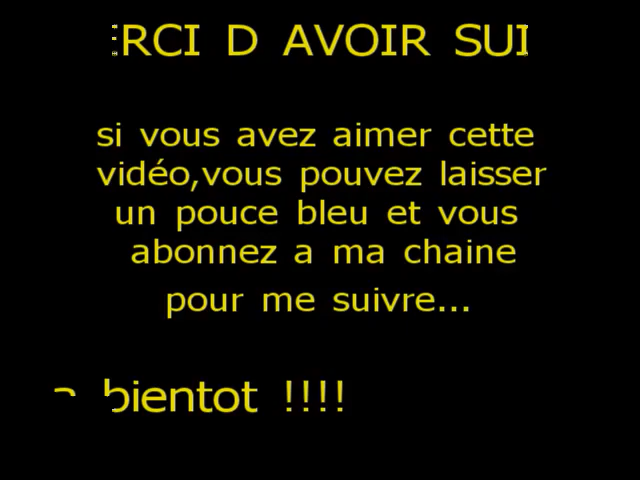 ERCI D AVOIR SUI
si vous avez aimer cette
vidéo,vous pouvez laisser
un pouce bleu et vous
abonnez a ma chaine
pour me suivre...
a bientot !!!!